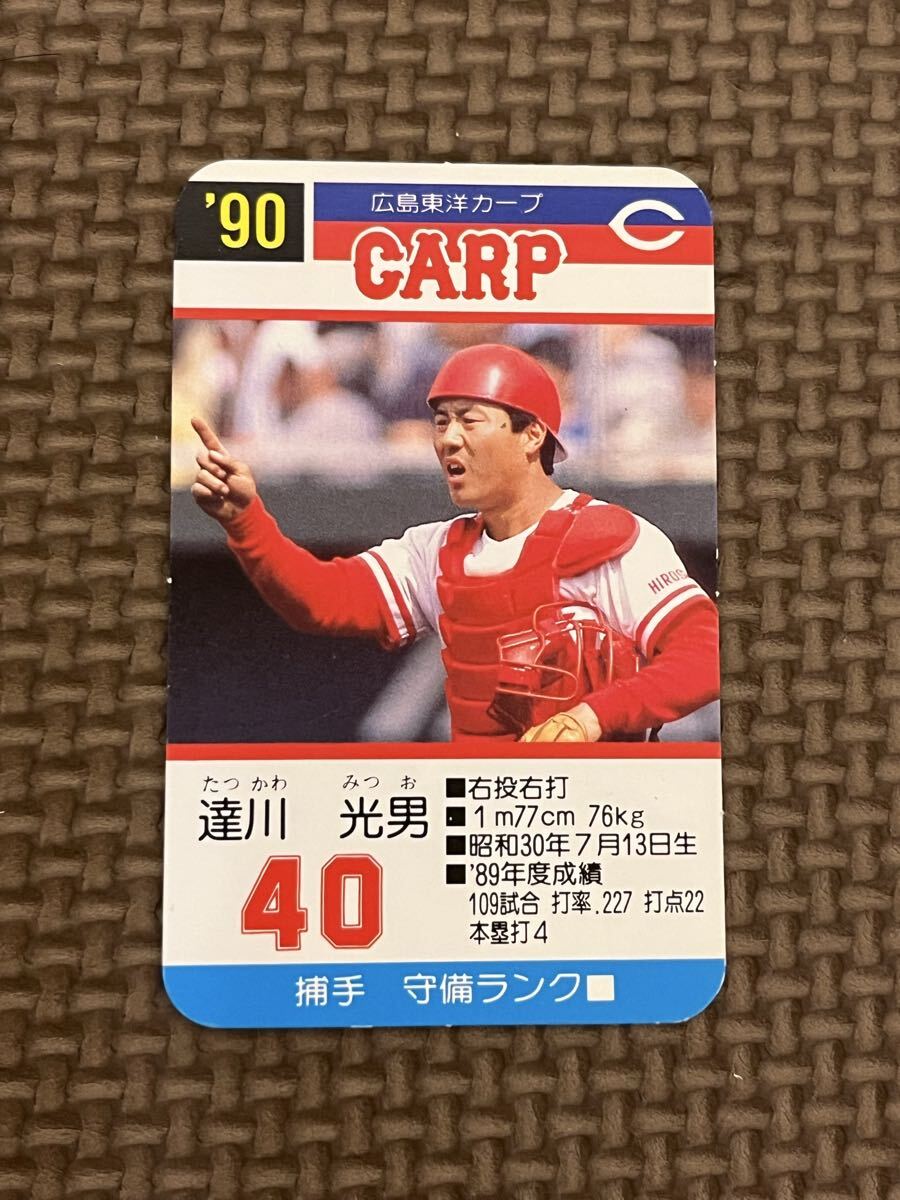 '90
広島東洋カープ
C
CARP
HIROS
たつ かわ みつ お
達川 光男
40
■右投右打
■1m77cm 76kg
■昭和30年7月13日生
■'89年度成績
109試合 打率.227 打点22
本塁打4
捕手 守備ランク■